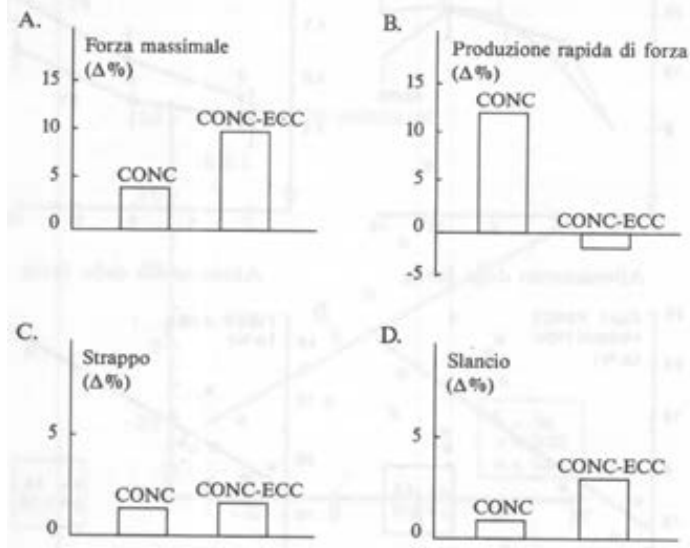 A.
Forza massimale
(Δ%)
15
10
5
0
CONC
CONC-ECC
B.
Produzione rapida di forza
(Δ%)
15
10
5
0
-5
CONC
CONC-ECC
C.
Strappo
(Δ%)
5
0
CONC
CONC-ECC
D.
Slancio
(Δ%)
5
0
CONC
CONC-ECC